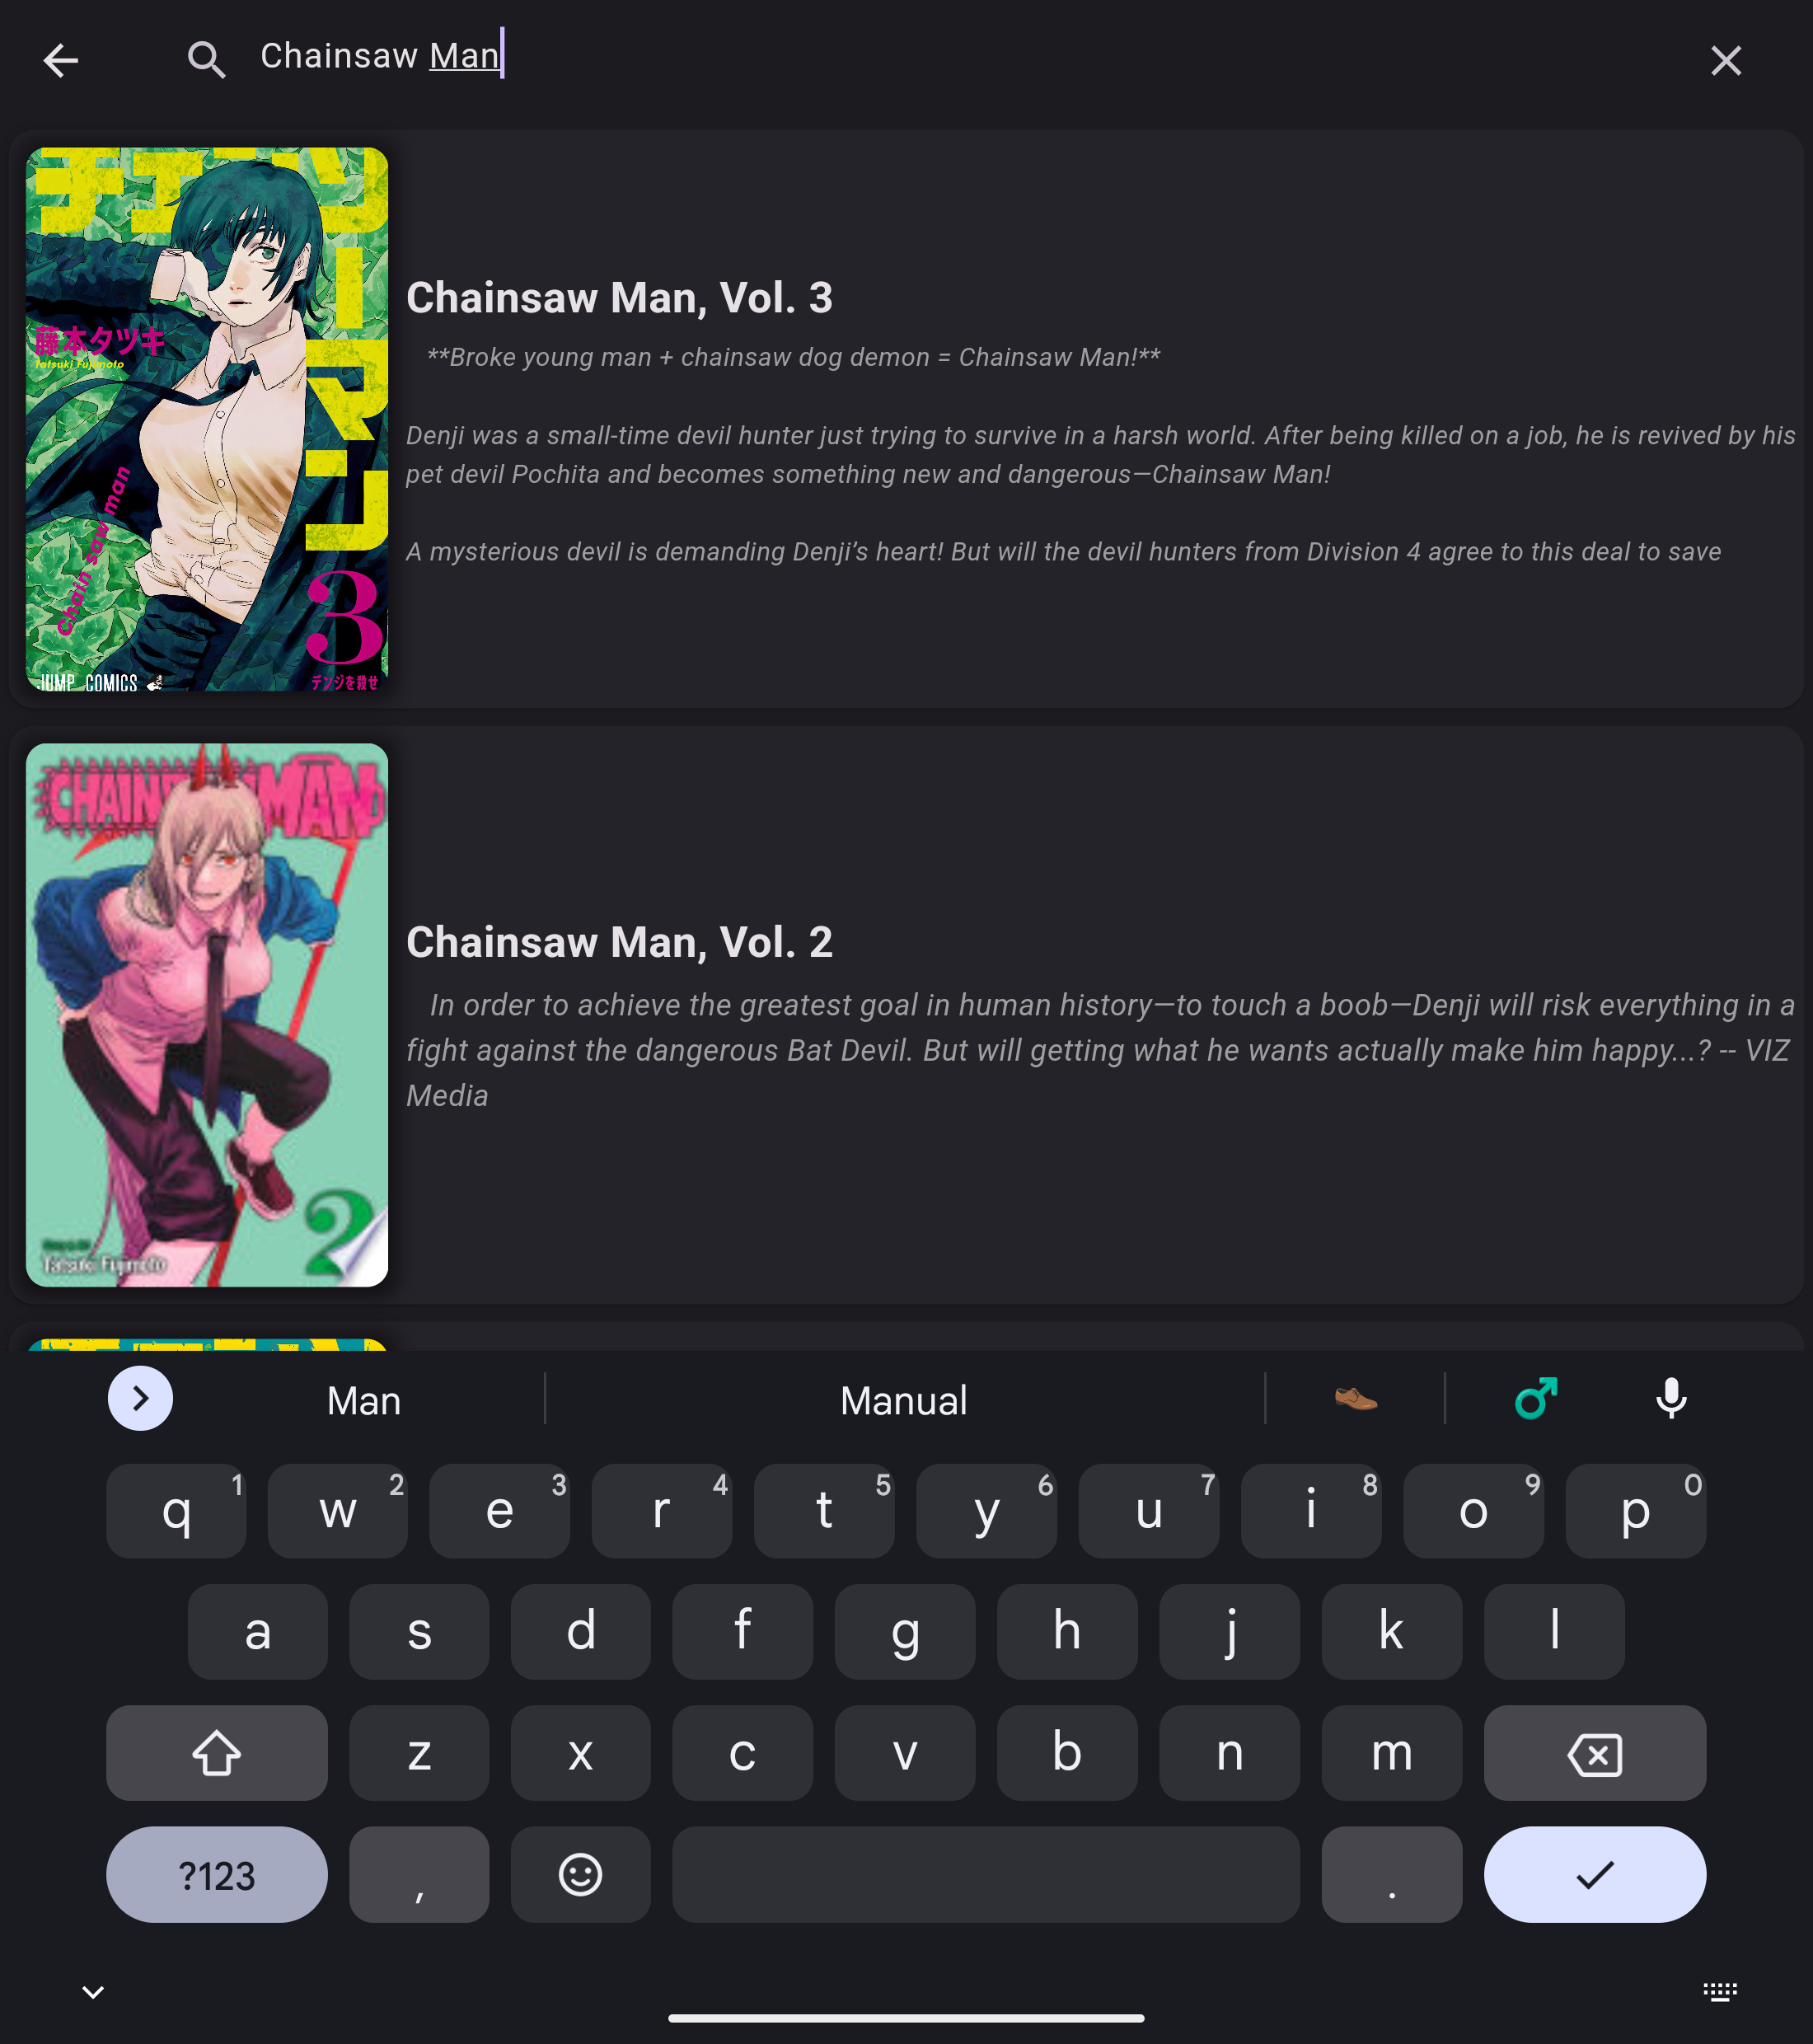 Chainsaw Man
チェンソーマン
藤本タツキ
Tatsuki Fujimoto
Chain saw man
3
デンジを殺せ
JUMP COMICS
Chainsaw Man, Vol. 3
**Broke young man + chainsaw dog demon = Chainsaw Man!**
Denji was a small-time devil hunter just trying to survive in a harsh world. After being killed on a job, he is revived by his
pet devil Pochita and becomes something new and dangerous—Chainsaw Man!
A mysterious devil is demanding Denji’s heart! But will the devil hunters from Division 4 agree to this deal to save
CHAINSAW MAN
2
Tatsuki Fujimoto
Chainsaw Man, Vol. 2
In order to achieve the greatest goal in human history—to touch a boob—Denji will risk everything in a
fight against the dangerous Bat Devil. But will getting what he wants actually make him happy...? -- VIZ
Media
Man Manual
q 1 w 2 e 3 r 4 t 5 y 6 u 7 i 8 o 9 p 0
a s d f g h j k l
z x c v b n m
?123 , .